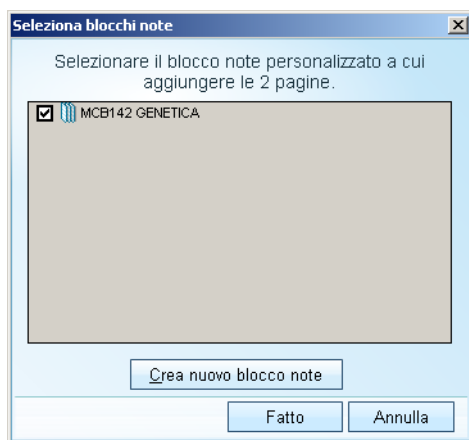 Seleziona blocchi note
Selezionare il blocco note personalizzato a cui
aggiungere le 2 pagine.
MCB142 GENETICA
Crea nuovo blocco note
Fatto
Annulla